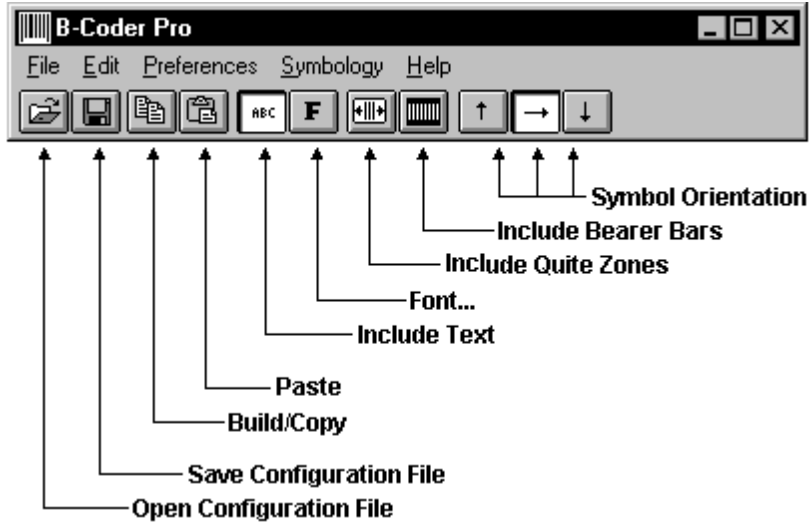 B-Coder Pro
File Edit Preferences Symbology Help
ABC F
Symbol Orientation
Include Bearer Bars
Include Quite Zones
Font...
Include Text
Paste
Build/Copy
Save Configuration File
Open Configuration File